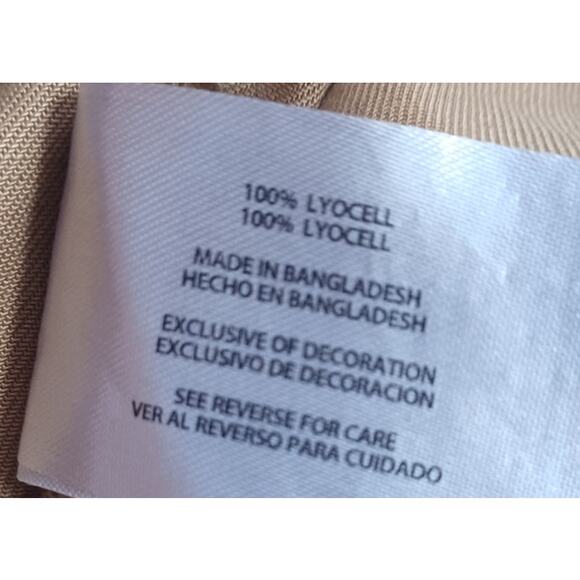 100% LYOCELL
100% LYOCELL
MADE IN BANGLADESH
HECHO EN BANGLADESH
EXCLUSIVE OF DECORATION
EXCLUSIVO DE DECORACION
SEE REVERSE FOR CARE
VER AL REVERSO PARA CUIDADO